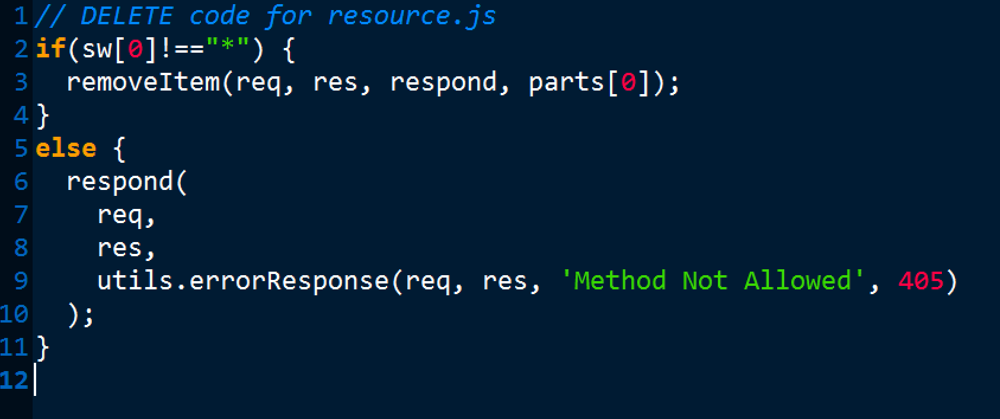 1 // DELETE code for resource.js
2 if(sw[0]!=="*") {
3   removeItem(req, res, respond, parts[0]);
4 }
5 else {
6   respond(
7     req,
8     res,
9     utils.errorResponse(req, res, 'Method Not Allowed', 405)
10   );
11 }
12